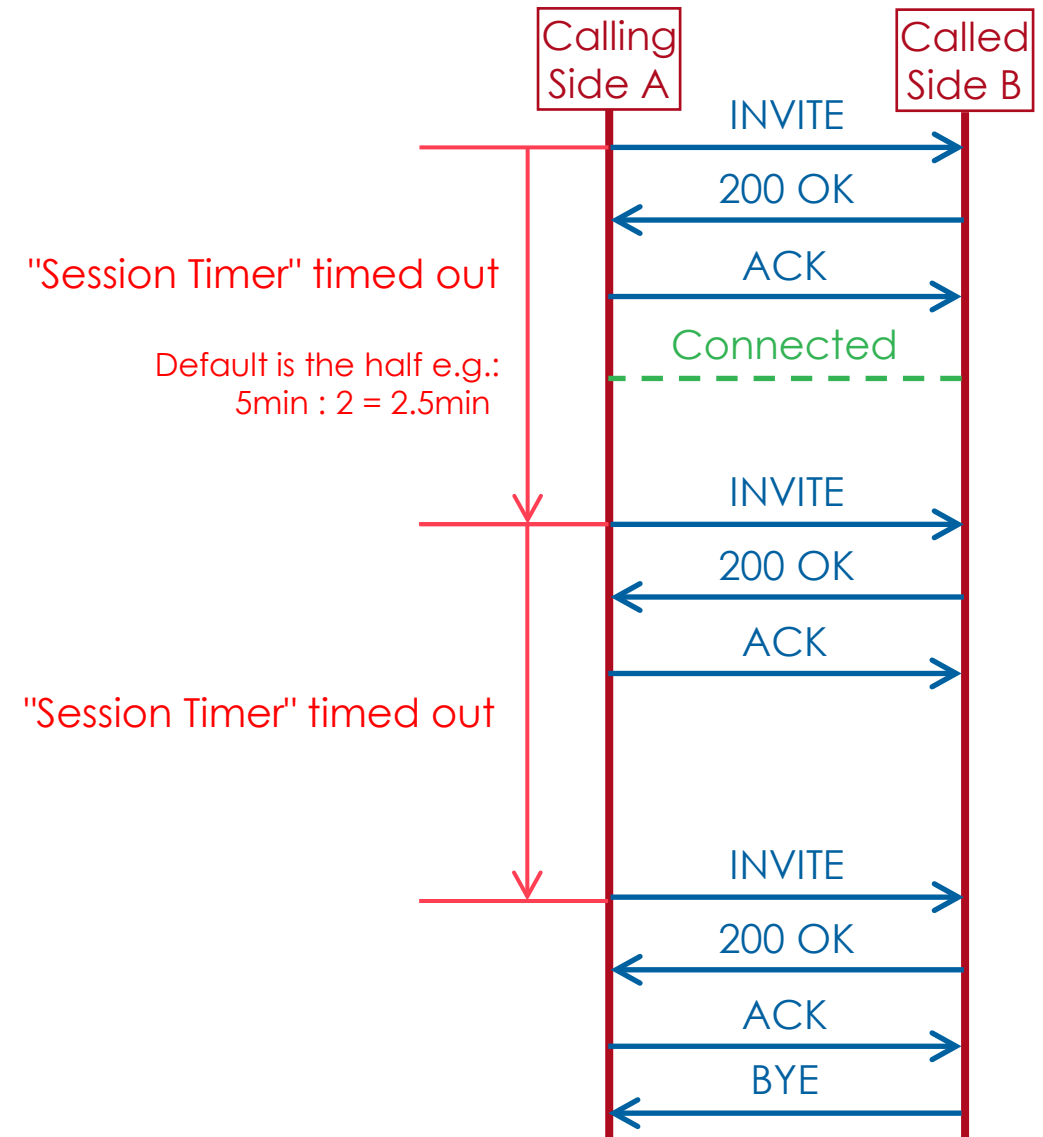 Calling
Side A
Called
Side B
INVITE
200 OK
"Session Timer" timed out
ACK
Connected
Default is the half e.g.:
5min : 2 = 2.5min
INVITE
200 OK
ACK
"Session Timer" timed out
INVITE
200 OK
ACK
BYE